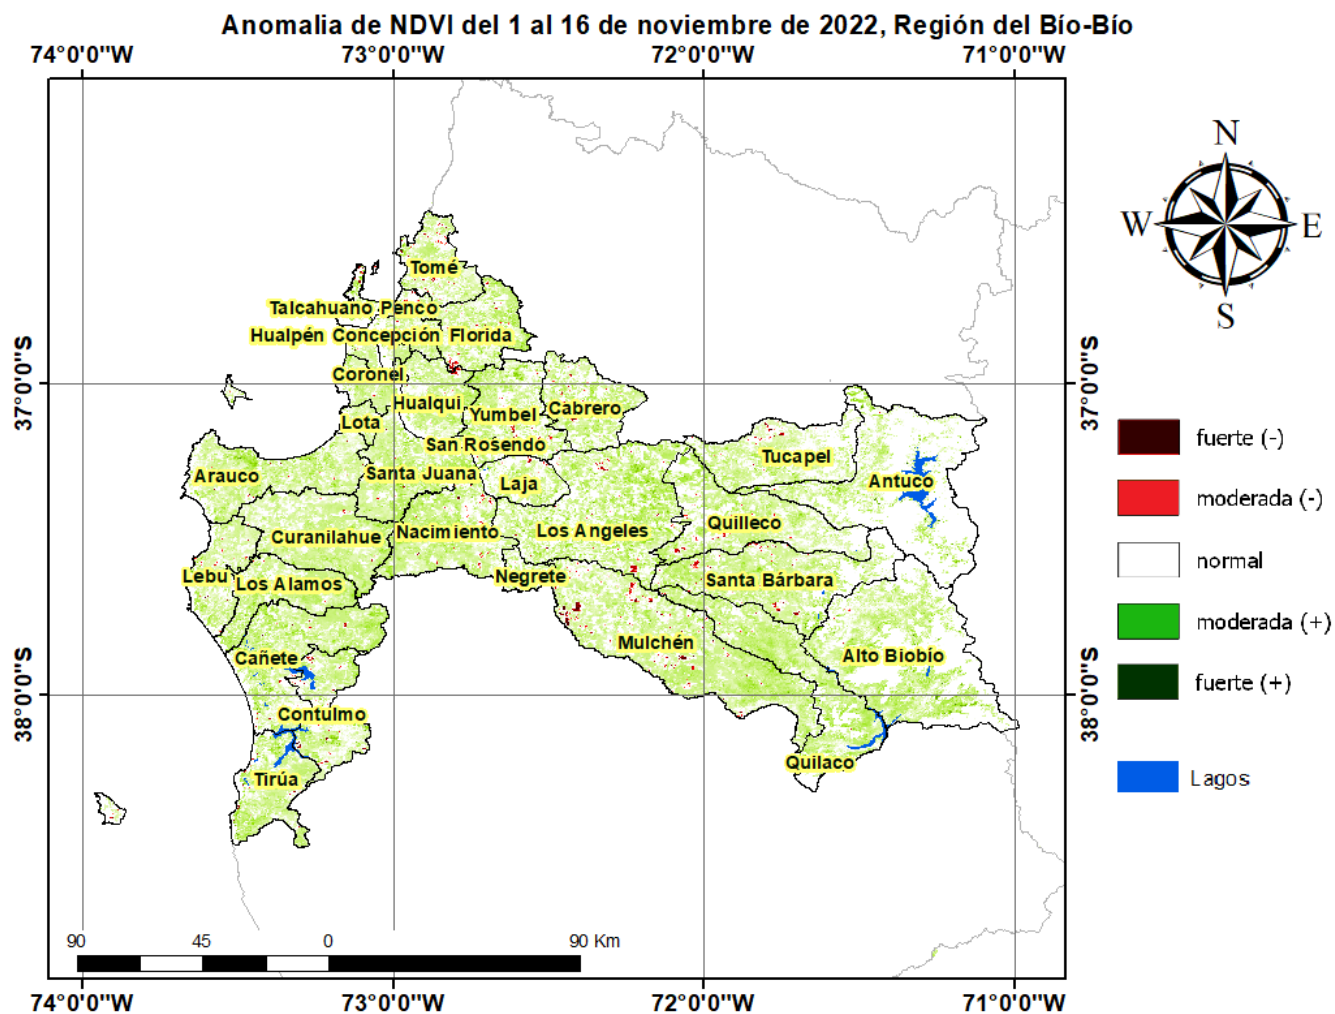 Anomalia de NDVI del 1 al 16 de noviembre de 2022, Región del Bío-Bío
74°0'0"W 73°0'0"W 72°0'0"W 71°0'0"W
N
W E
S
Tomé
Talcahuano Penco
Hualpén Concepción Florida
37°0'0"S 37°0'0"S
Coronel
Hualqui Yumbel Cabrero
Lota
San Rosendo
Tucapel
Arauco Santa Juana Laja Antuco
Curanilahue Nacimiento Los Angeles Quilleco
Lebu Los Alamos Negrete Santa Bárbara
Mulchén
Cañete Alto Biobío
38°0'0"S 38°0'0"S
Contulmo
Quilaco
Tirúa
fuerte (-)
moderada (-)
normal
moderada (+)
fuerte (+)
Lagos
90 45 0 90 Km
74°0'0"W 73°0'0"W 72°0'0"W 71°0'0"W